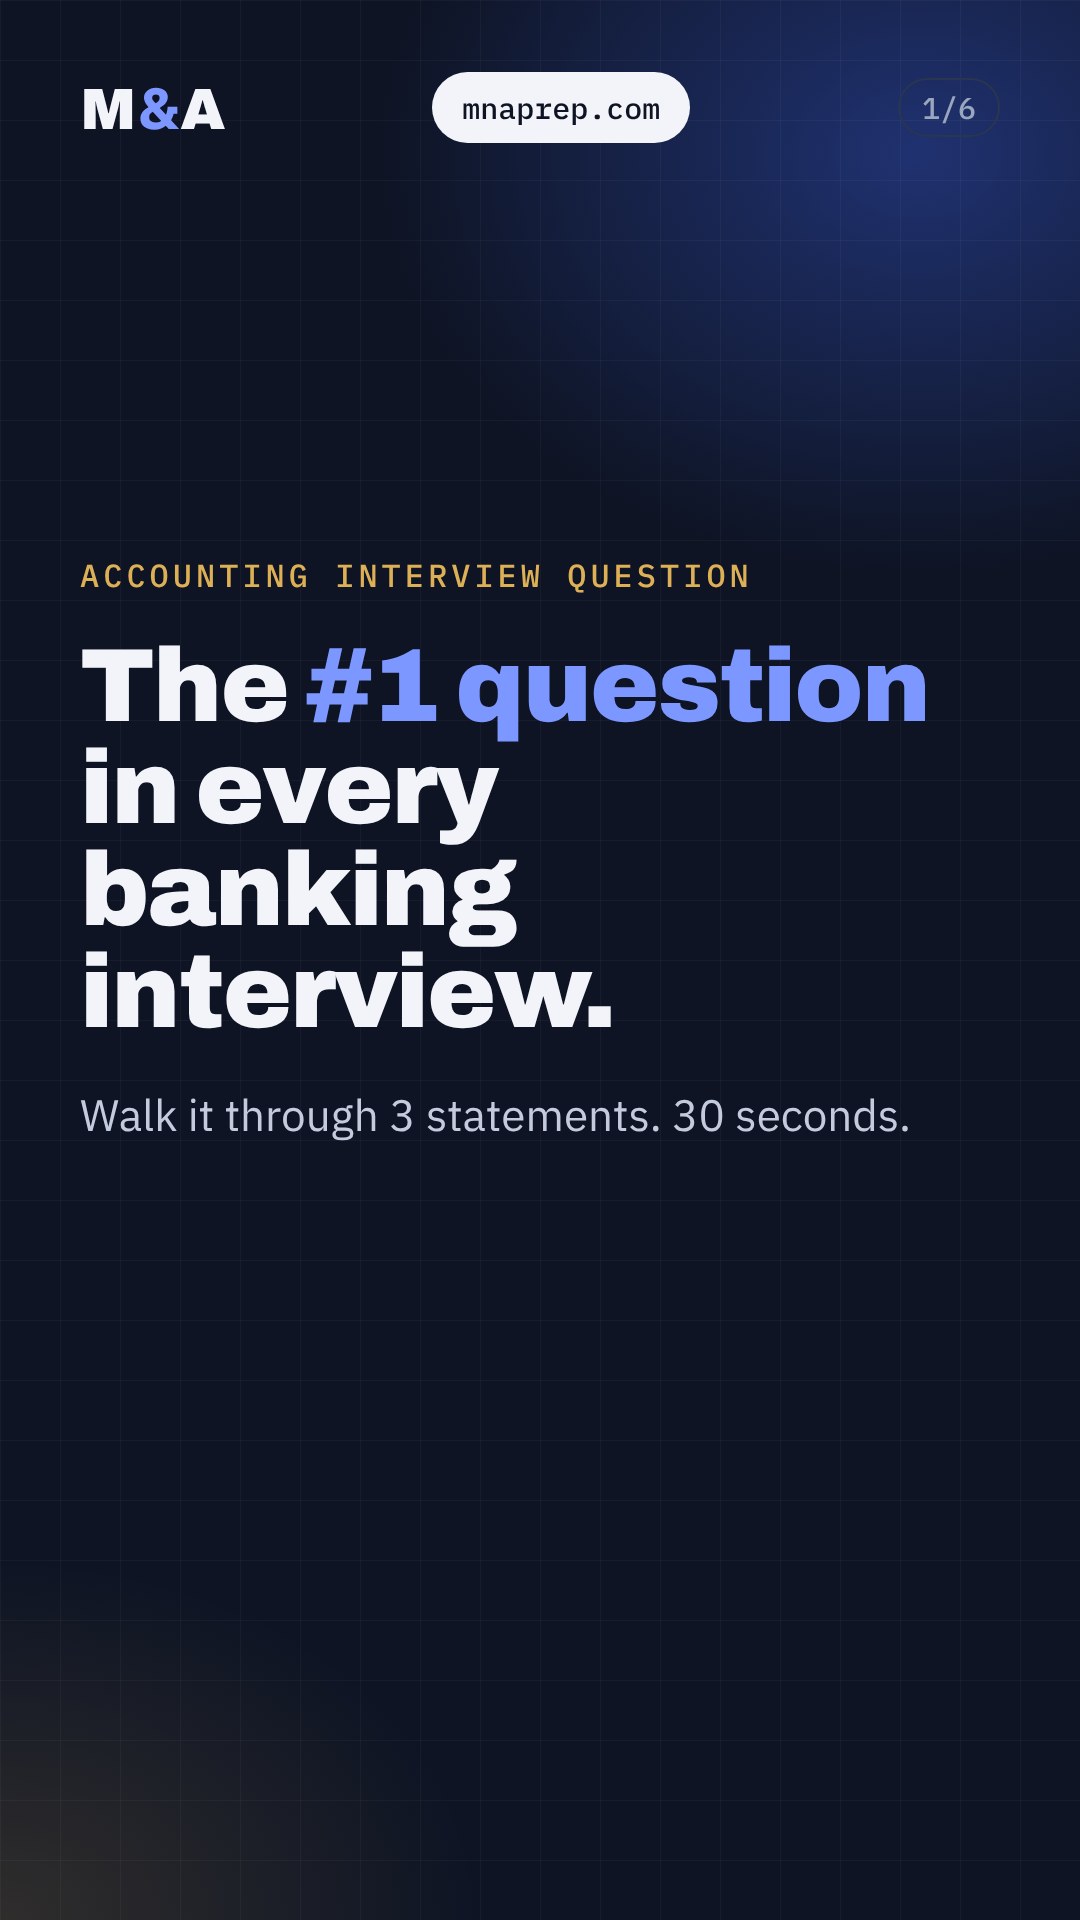 M&A
mnaprep.com
1/6
ACCOUNTING INTERVIEW QUESTION
The #1 question
in every
banking
interview.
Walk it through 3 statements. 30 seconds.